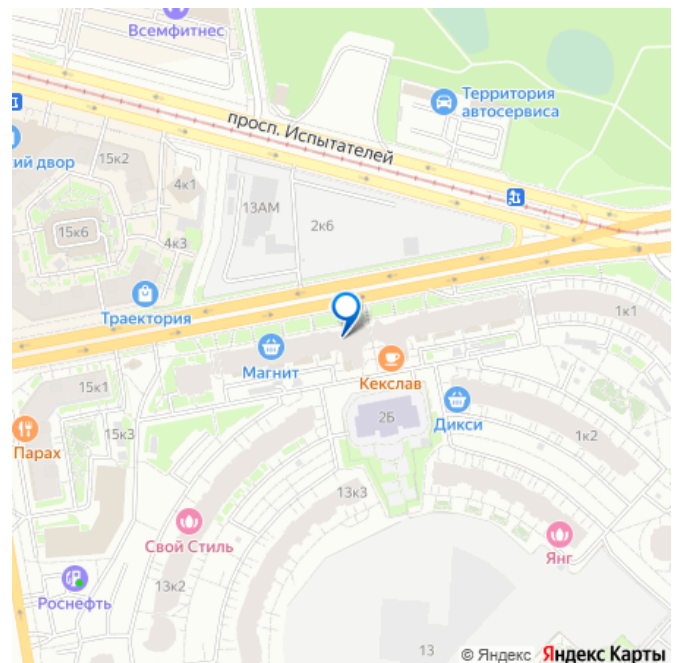 Всемфитнес
просп. Испытателей
Территория
автосервиса
ий двор
15к2
4к1
13АМ
2к6
15к6
4к3
Траектория
1к1
Магнит
Кекслав
15к1
2Б
Дикси
Парах
15к3
1к2
13к3
Свой Стиль
Янг
Роснефть
13к2
13
© Яндекс Яндекс Карты